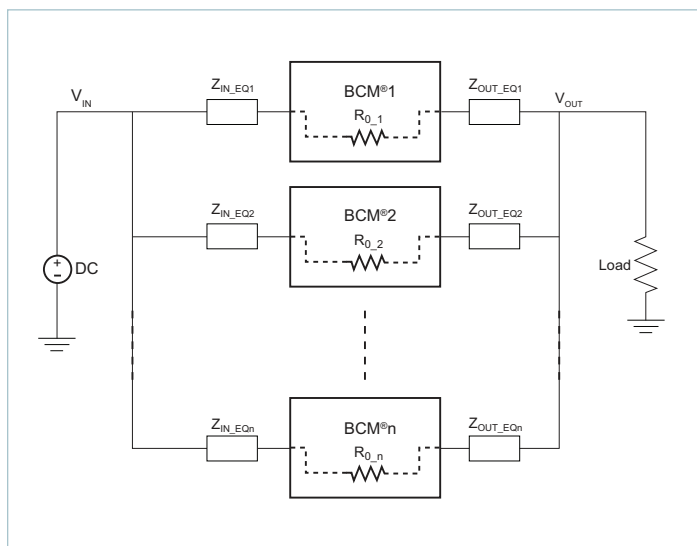 Z_IN_EQ1 BCM®1 Z_OUT_EQ1
V_IN R_0_1 V_OUT
Z_IN_EQ2 BCM®2 Z_OUT_EQ2
R_0_2
+
- DC Load
Z_IN_EQn BCM®n Z_OUT_EQn
R_0_n